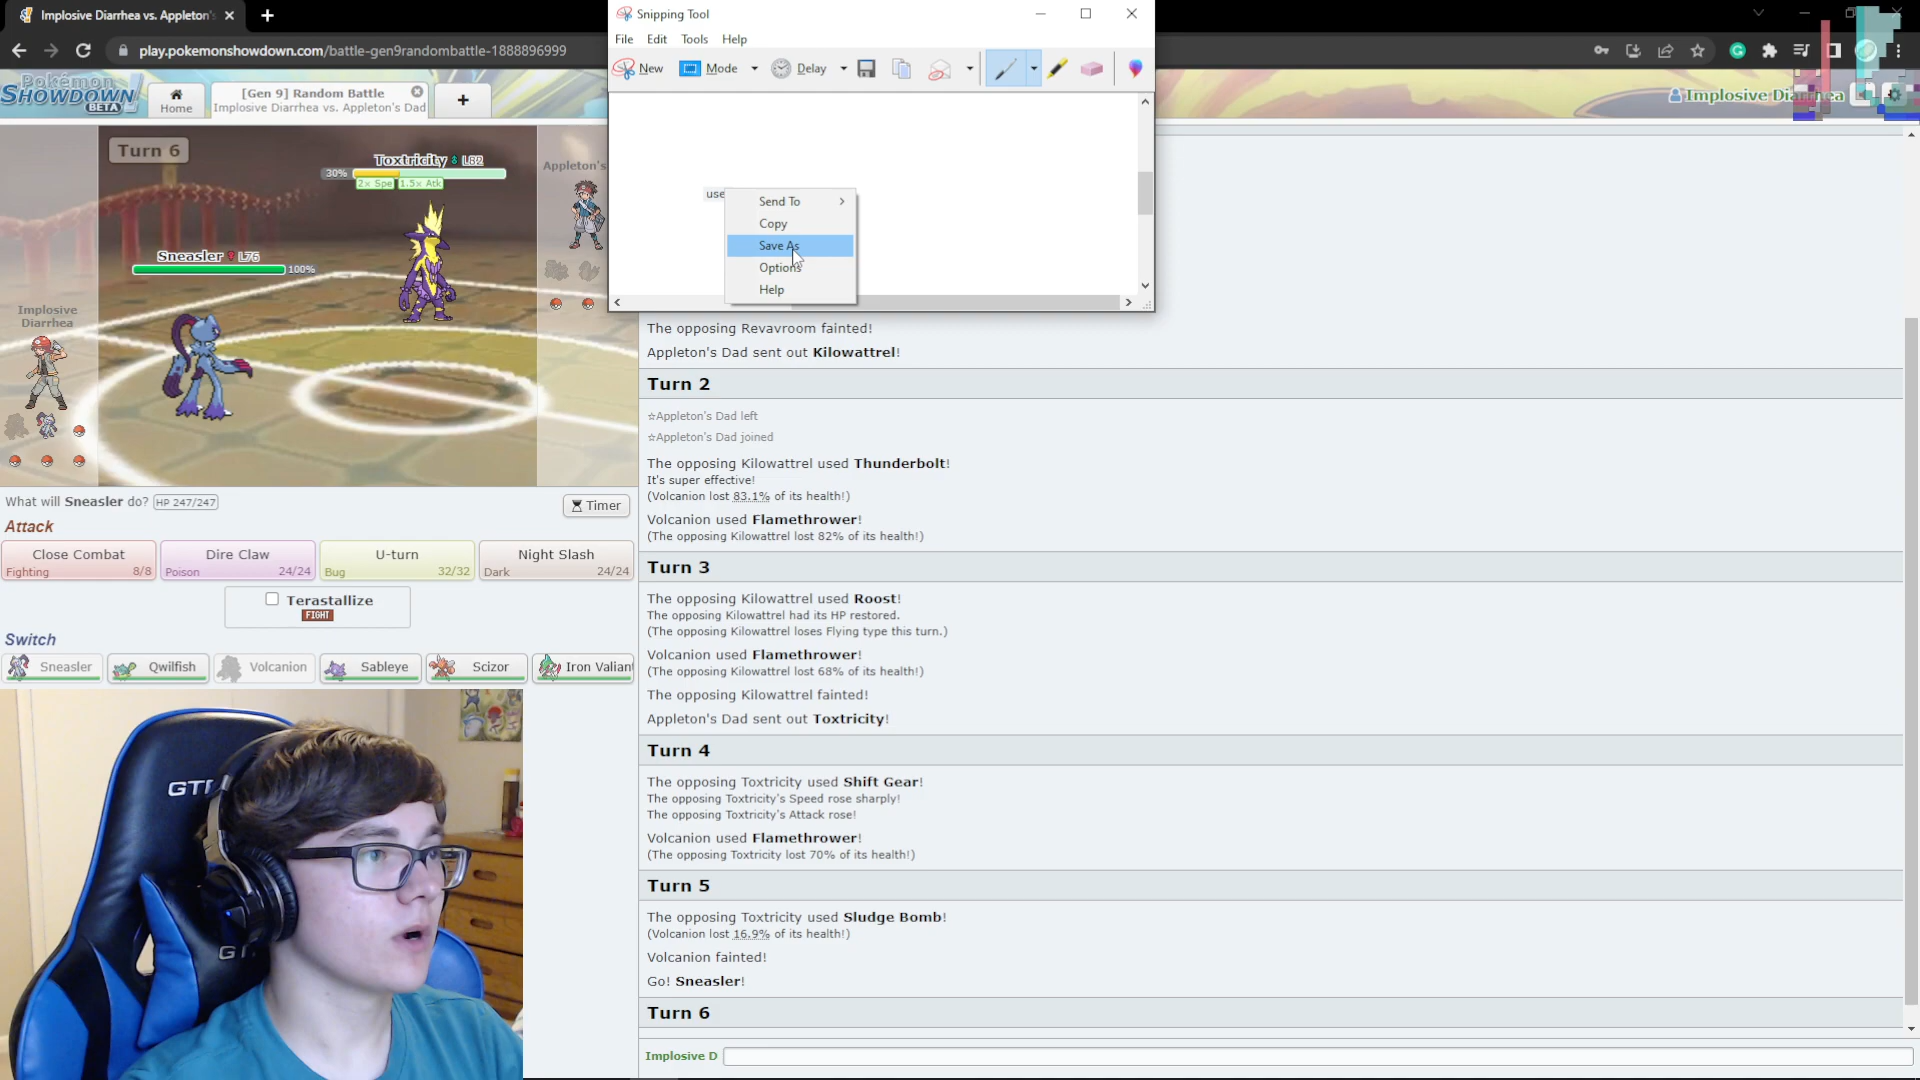 Implosive Diarrhea vs. Appleton's
play.pokemonshowdown.com/battle-gen9randombattle-1888896999
Snipping Tool
File Edit Tools Help
New Mode Delay
use
Send To
Copy
Save As
Options
Help
Pokémon
SHOWDOWN
BETA
Home
[Gen 9] Random Battle
Implosive Diarrhea vs. Appleton's Dad
Turn 6
Toxtricity L82
30%
2x Spe 1.5x Atk
Appleton's
Sneasler L76
100%
Implosive
Diarrhea
What will Sneasler do? HP 247/247
Timer
Attack
Close Combat
Fighting 8/8
Dire Claw
Poison 24/24
U-turn
Bug 32/32
Night Slash
Dark 24/24
Terastallize
FIGHT
Switch
Sneasler Qwilfish Volcanion Sableye Scizor Iron Valiant
GT
The opposing Revavroom fainted!
Appleton's Dad sent out Kilowattrel!
Turn 2
☆Appleton's Dad left
☆Appleton's Dad joined
The opposing Kilowattrel used Thunderbolt!
It's super effective!
(Volcanion lost 83.1% of its health!)
Volcanion used Flamethrower!
(The opposing Kilowattrel lost 82% of its health!)
Turn 3
The opposing Kilowattrel used Roost!
The opposing Kilowattrel had its HP restored.
(The opposing Kilowattrel loses Flying type this turn.)
Volcanion used Flamethrower!
(The opposing Kilowattrel lost 68% of its health!)
The opposing Kilowattrel fainted!
Appleton's Dad sent out Toxtricity!
Turn 4
The opposing Toxtricity used Shift Gear!
The opposing Toxtricity's Speed rose sharply!
The opposing Toxtricity's Attack rose!
Volcanion used Flamethrower!
(The opposing Toxtricity lost 70% of its health!)
Turn 5
The opposing Toxtricity used Sludge Bomb!
(Volcanion lost 16.9% of its health!)
Volcanion fainted!
Go! Sneasler!
Turn 6
Implosive D